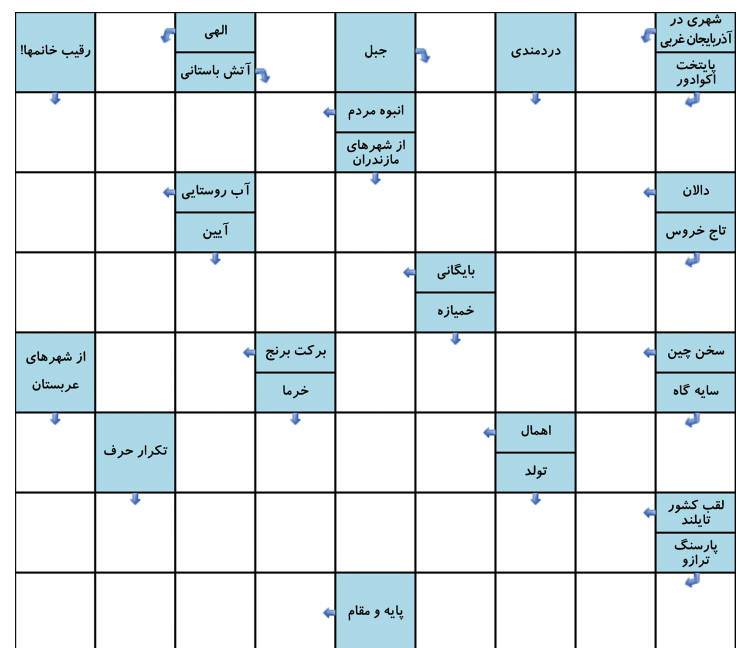 شهری در
آذربایجان غربی
پایتخت
اکوادور
دردمندی
جبل
الهی
آتش باستانی
رقیب خانمها!
انبوه مردم
از شهرهای
مازندران
دالان
تاج خروس
آب روستایی
آیین
بایگانی
خمیازه
سخن چین
سایه گاه
برکت برنج
خرما
از شهرهای
عربستان
اهمال
تولد
تکرار حرف
لقب کشور
تایلند
پارسنگ
ترازو
پایه و مقام